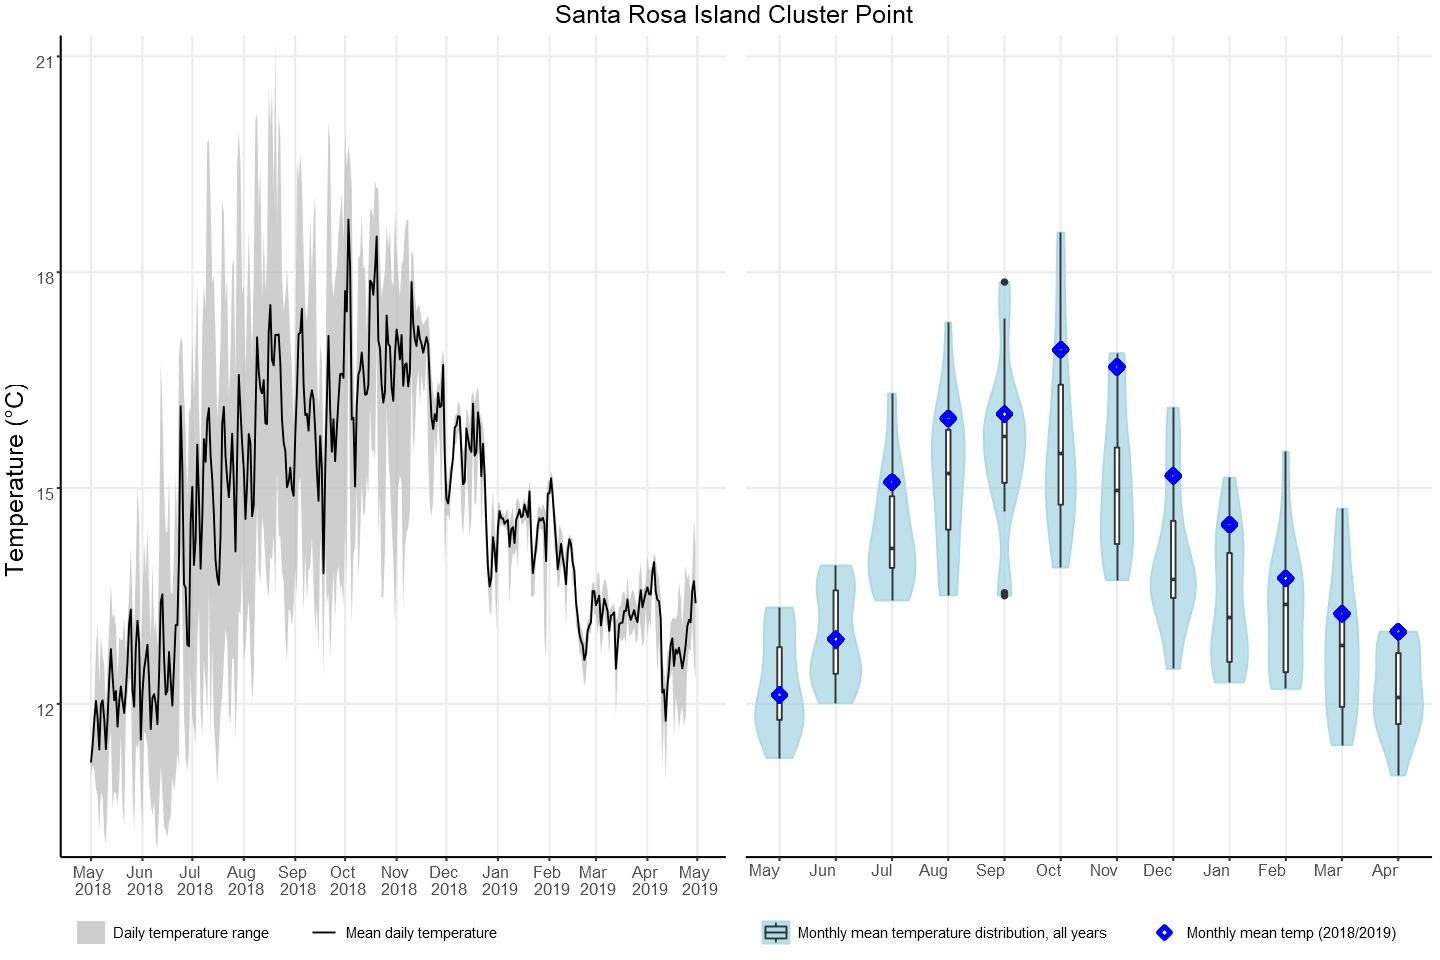 Santa Rosa Island Cluster Point
Temperature (°C)
21
18
15
12
May 2018
Jun 2018
Jul 2018
Aug 2018
Sep 2018
Oct 2018
Nov 2018
Dec 2018
Jan 2019
Feb 2019
Mar 2019
Apr 2019
May 2019
May Jun Jul Aug Sep Oct Nov Dec Jan Feb Mar Apr
Daily temperature range
Mean daily temperature
Monthly mean temperature distribution, all years
Monthly mean temp (2018/2019)